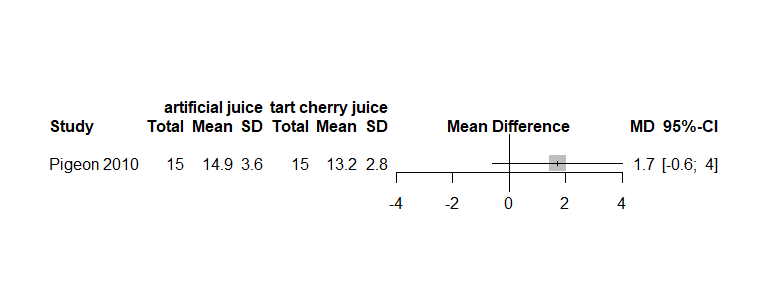 artificial juice tart cherry juice
Study Total Mean SD Total Mean SD Mean Difference MD 95%-CI
Pigeon 2010 15 14.9 3.6 15 13.2 2.8 1.7 [-0.6; 4]
-4 -2 0 2 4